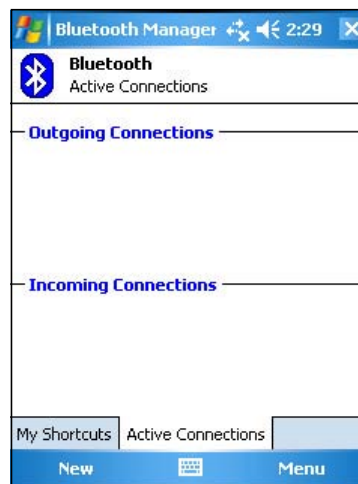 Bluetooth Manager 2:29
Bluetooth
Active Connections
Outgoing Connections
Incoming Connections
My Shortcuts Active Connections
New Menu